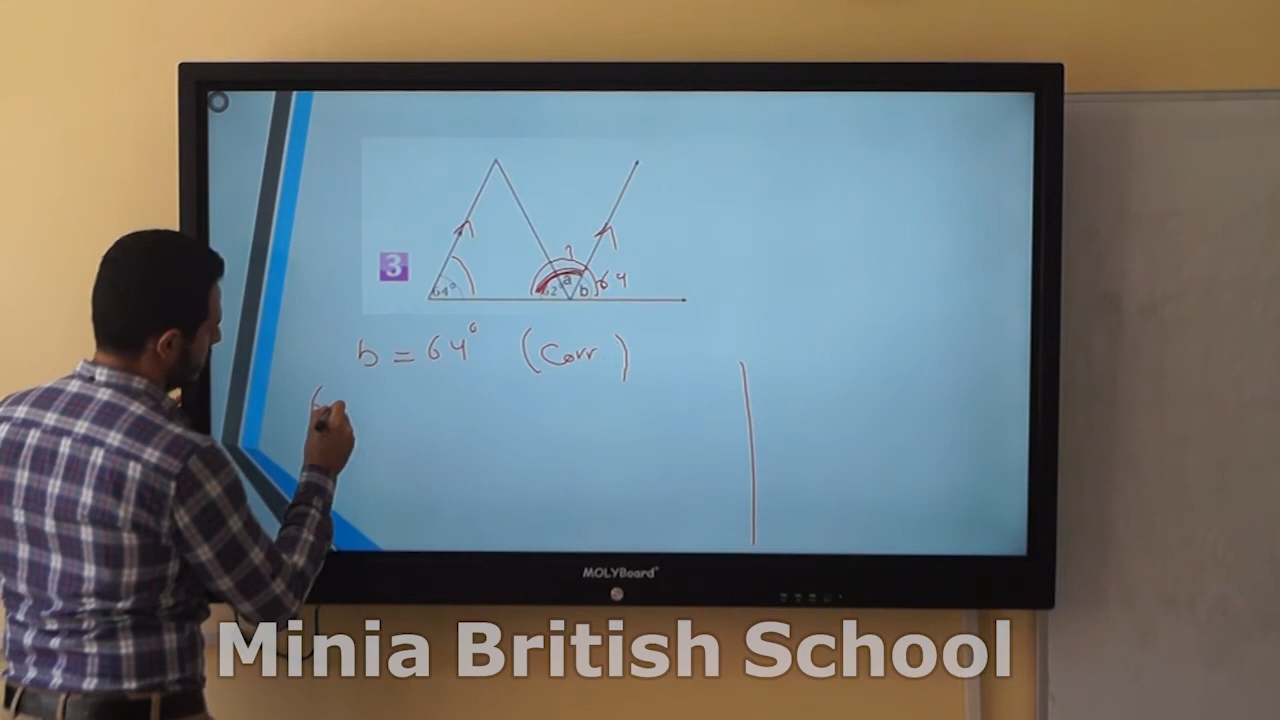 ?
3
64°
62°
a
b
64
b = 64° (Corr)
MOLYBoard
Minia British School